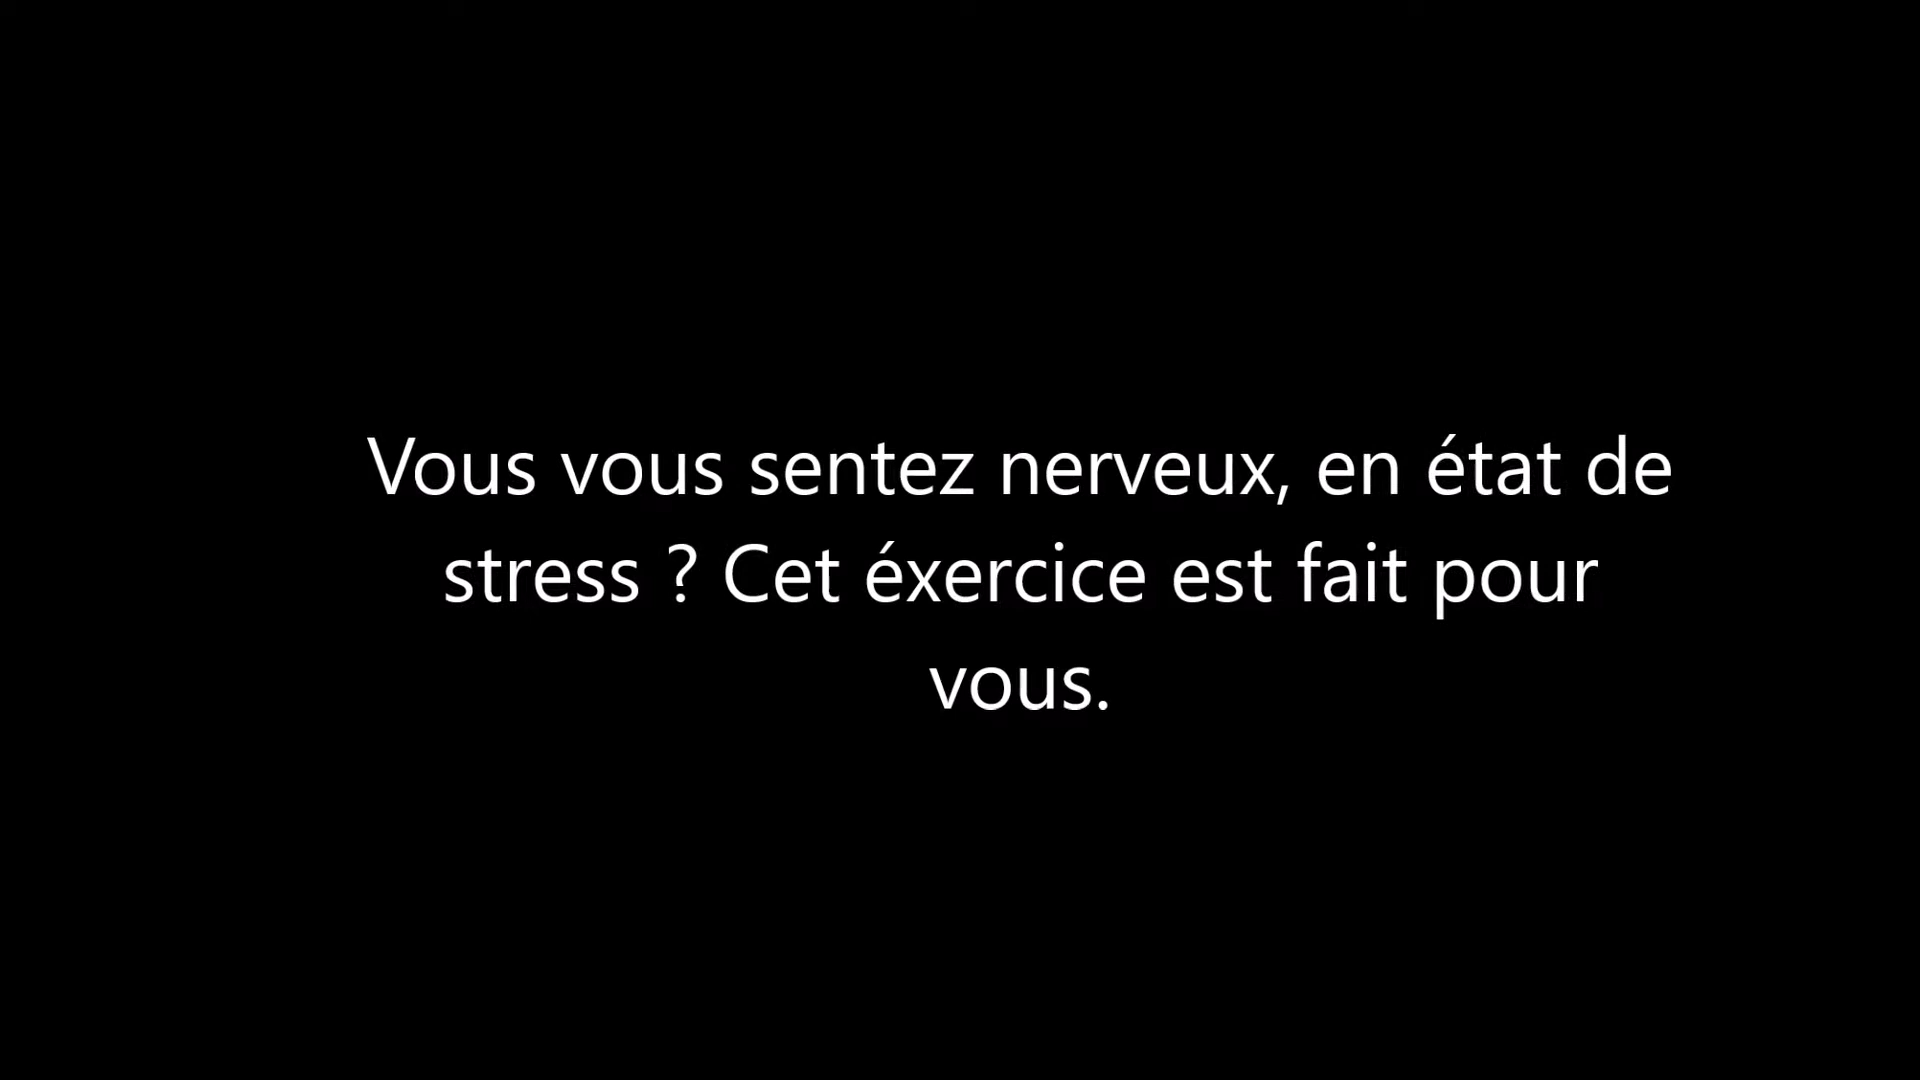 Vous vous sentez nerveux, en état de
stress ? Cet éxercice est fait pour
vous.